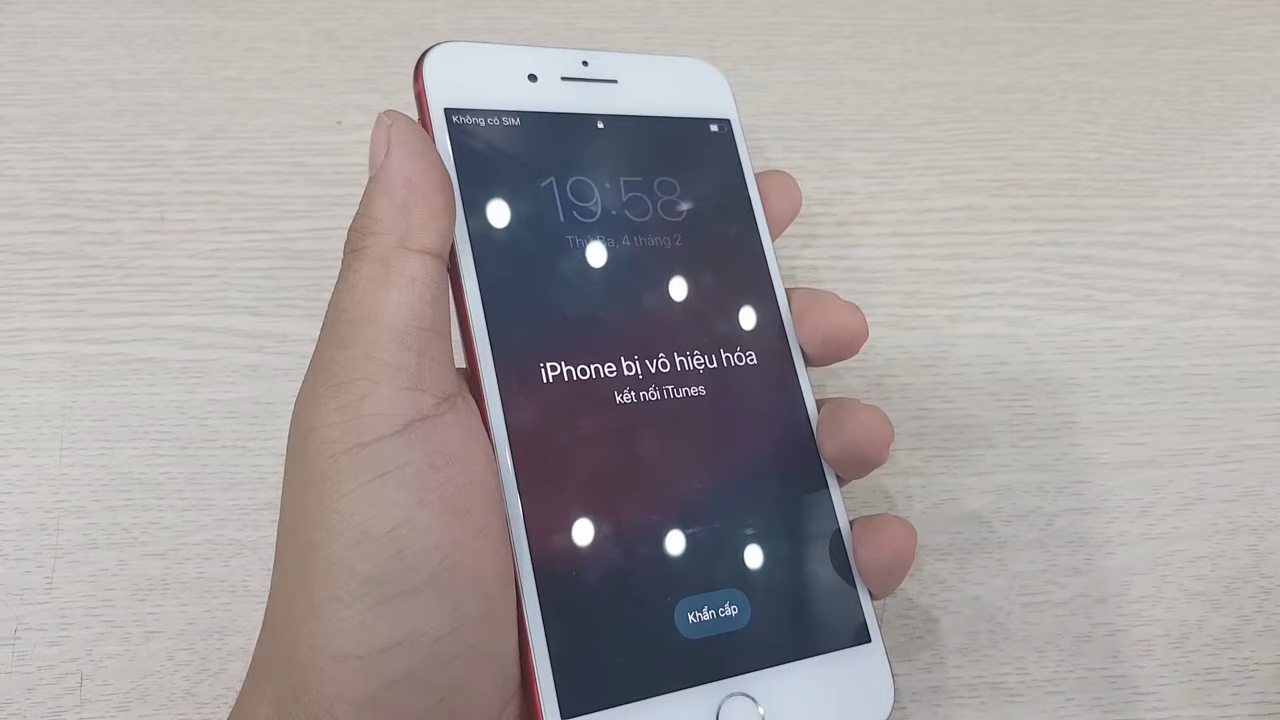 Không có SIM
19:58
Thứ Ba, 4 tháng 2
iPhone bị vô hiệu hóa
kết nối iTunes
Khẩn cấp